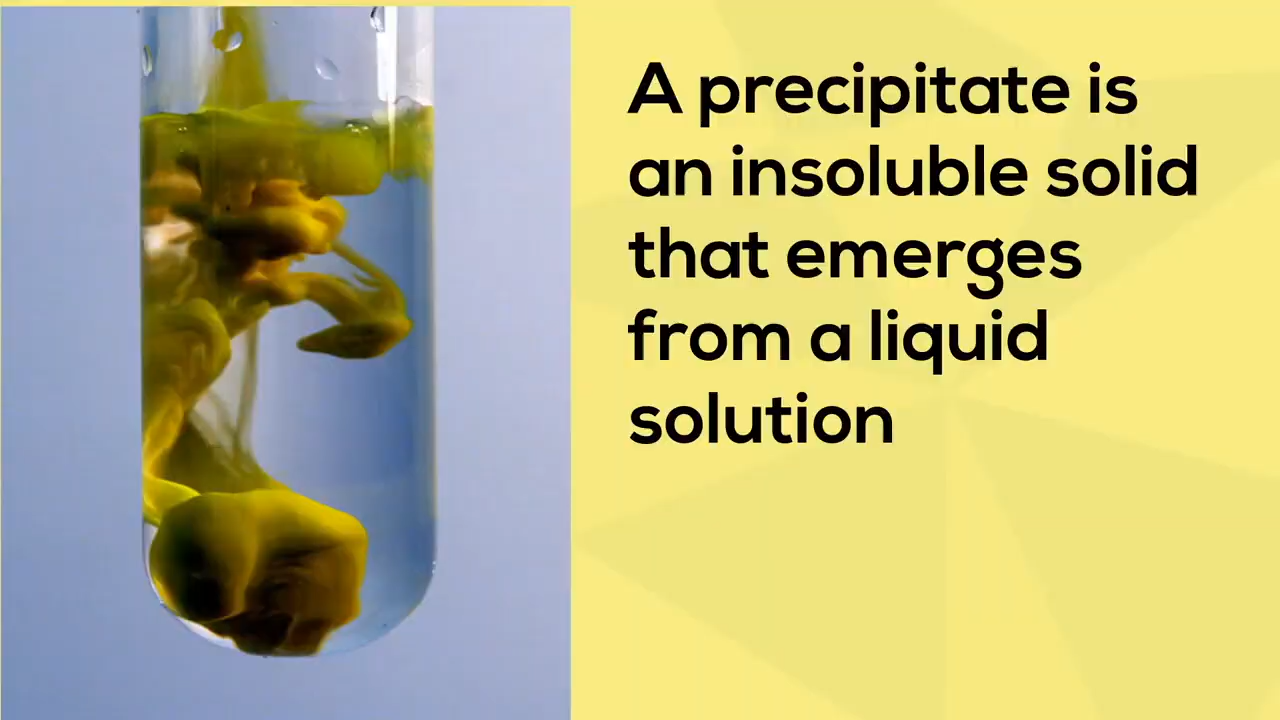 A precipitate is
an insoluble solid
that emerges
from a liquid
solution